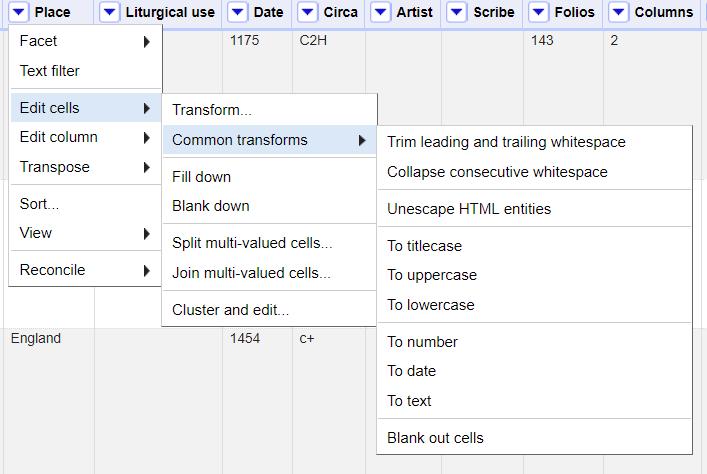 Place Liturgical use Date Circa Artist Scribe Folios Columns
1175 C2H 143 2
Facet
Text filter
Edit cells
Edit column
Transpose
Sort...
View
Reconcile
Transform...
Common transforms
Fill down
Blank down
Split multi-valued cells...
Join multi-valued cells...
Cluster and edit...
Trim leading and trailing whitespace
Collapse consecutive whitespace
Unescape HTML entities
To titlecase
To uppercase
To lowercase
To number
To date
To text
Blank out cells
England 1454 c+